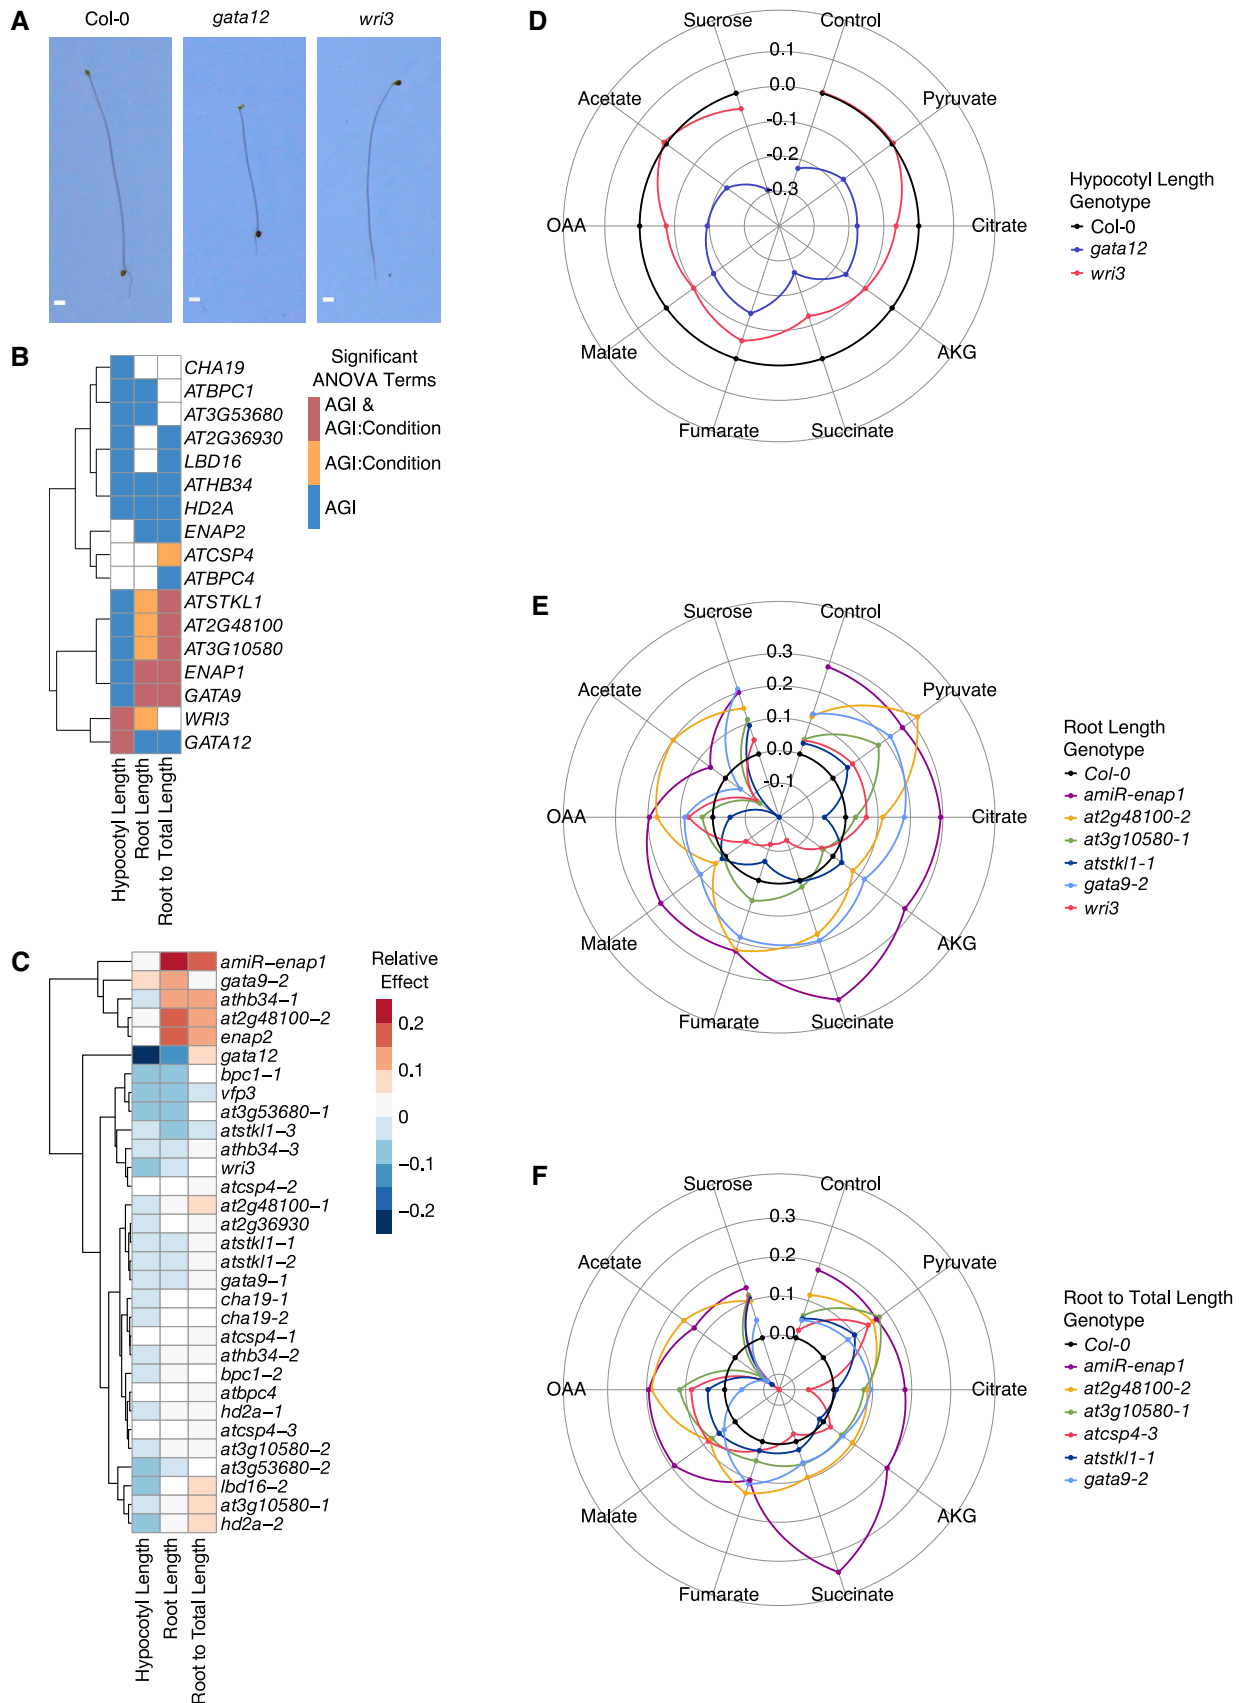 A
Col-0
gata12
wri3
B
CHA19
ATBPC1
AT3G53680
AT2G36930
LBD16
ATHB34
HD2A
ENAP2
ATCSP4
ATBPC4
ATSTKL1
AT2G48100
AT3G10580
ENAP1
GATA9
WRI3
GATA12
Hypocotyl Length
Root Length
Root to Total Length
Significant
ANOVA Terms
AGI &
AGI:Condition
AGI:Condition
AGI
C
amiR-enap1
gata9-2
athb34-1
at2g48100-2
enap2
gata12
bpc1-1
vfp3
at3g53680-1
atstkl1-3
athb34-3
wri3
atcsp4-2
at2g48100-1
at2g36930
atstkl1-1
atstkl1-2
gata9-1
cha19-1
cha19-2
atcsp4-1
athb34-2
bpc1-2
atbpc4
hd2a-1
atcsp4-3
at3g10580-2
at3g53680-2
lbd16-2
at3g10580-1
hd2a-2
Hypocotyl Length
Root Length
Root to Total Length
Relative
Effect
0.2
0.1
0
-0.1
-0.2
D
Sucrose
Control
Acetate
Pyruvate
OAA
Citrate
Malate
AKG
Fumarate
Succinate
0.1
0.0
-0.1
-0.2
-0.3
Hypocotyl Length
Genotype
Col-0
gata12
wri3
E
Sucrose
Control
Acetate
Pyruvate
OAA
Citrate
Malate
AKG
Fumarate
Succinate
0.3
0.2
0.1
0.0
-0.1
Root Length
Genotype
Col-0
amiR-enap1
at2g48100-2
at3g10580-1
atstkl1-1
gata9-2
wri3
F
Sucrose
Control
Acetate
Pyruvate
OAA
Citrate
Malate
AKG
Fumarate
Succinate
0.3
0.2
0.1
0.0
Root to Total Length
Genotype
Col-0
amiR-enap1
at2g48100-2
at3g10580-1
atcsp4-3
atstkl1-1
gata9-2